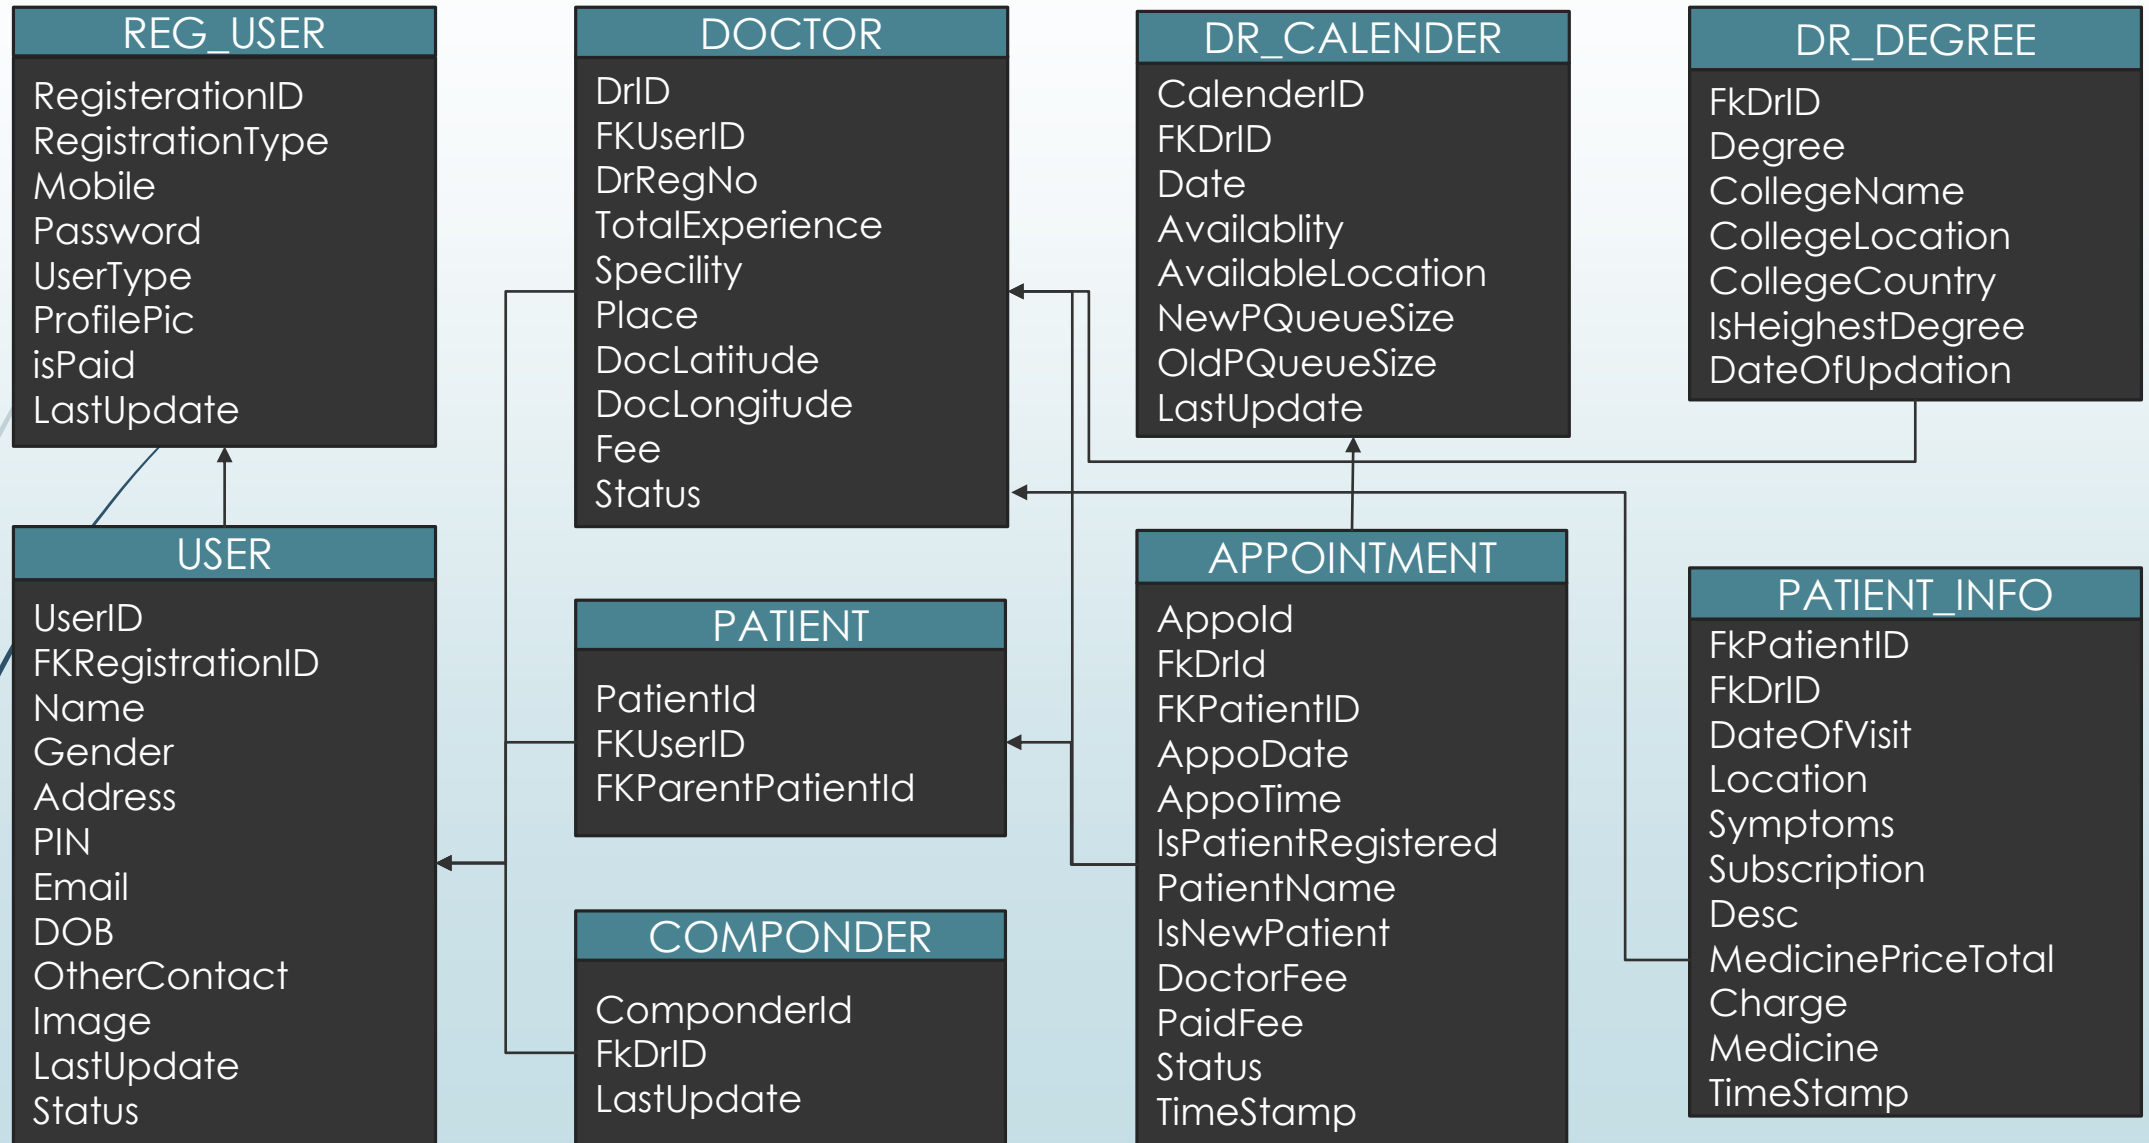 REG_USER
RegisterationID
RegistrationType
Mobile
Password
UserType
ProfilePic
isPaid
LastUpdate
USER
UserID
FKRegistrationID
Name
Gender
Address
PIN
Email
DOB
OtherContact
Image
LastUpdate
Status
DOCTOR
DrID
FKUserID
DrRegNo
TotalExperience
Specility
Place
DocLatitude
DocLongitude
Fee
Status
PATIENT
PatientId
FKUserID
FKParentPatientId
COMPONDER
ComponderId
FkDrID
LastUpdate
DR_CALENDER
CalenderID
FKDrID
Date
Availablity
AvailableLocation
NewPQueueSize
OldPQueueSize
LastUpdate
APPOINTMENT
AppoId
FkDrId
FKPatientID
AppoDate
AppoTime
IsPatientRegistered
PatientName
IsNewPatient
DoctorFee
PaidFee
Status
TimeStamp
DR_DEGREE
FkDrID
Degree
CollegeName
CollegeLocation
CollegeCountry
IsHeighestDegree
DateOfUpdation
PATIENT_INFO
FkPatientID
FkDrID
DateOfVisit
Location
Symptoms
Subscription
Desc
MedicinePriceTotal
Charge
Medicine
TimeStamp